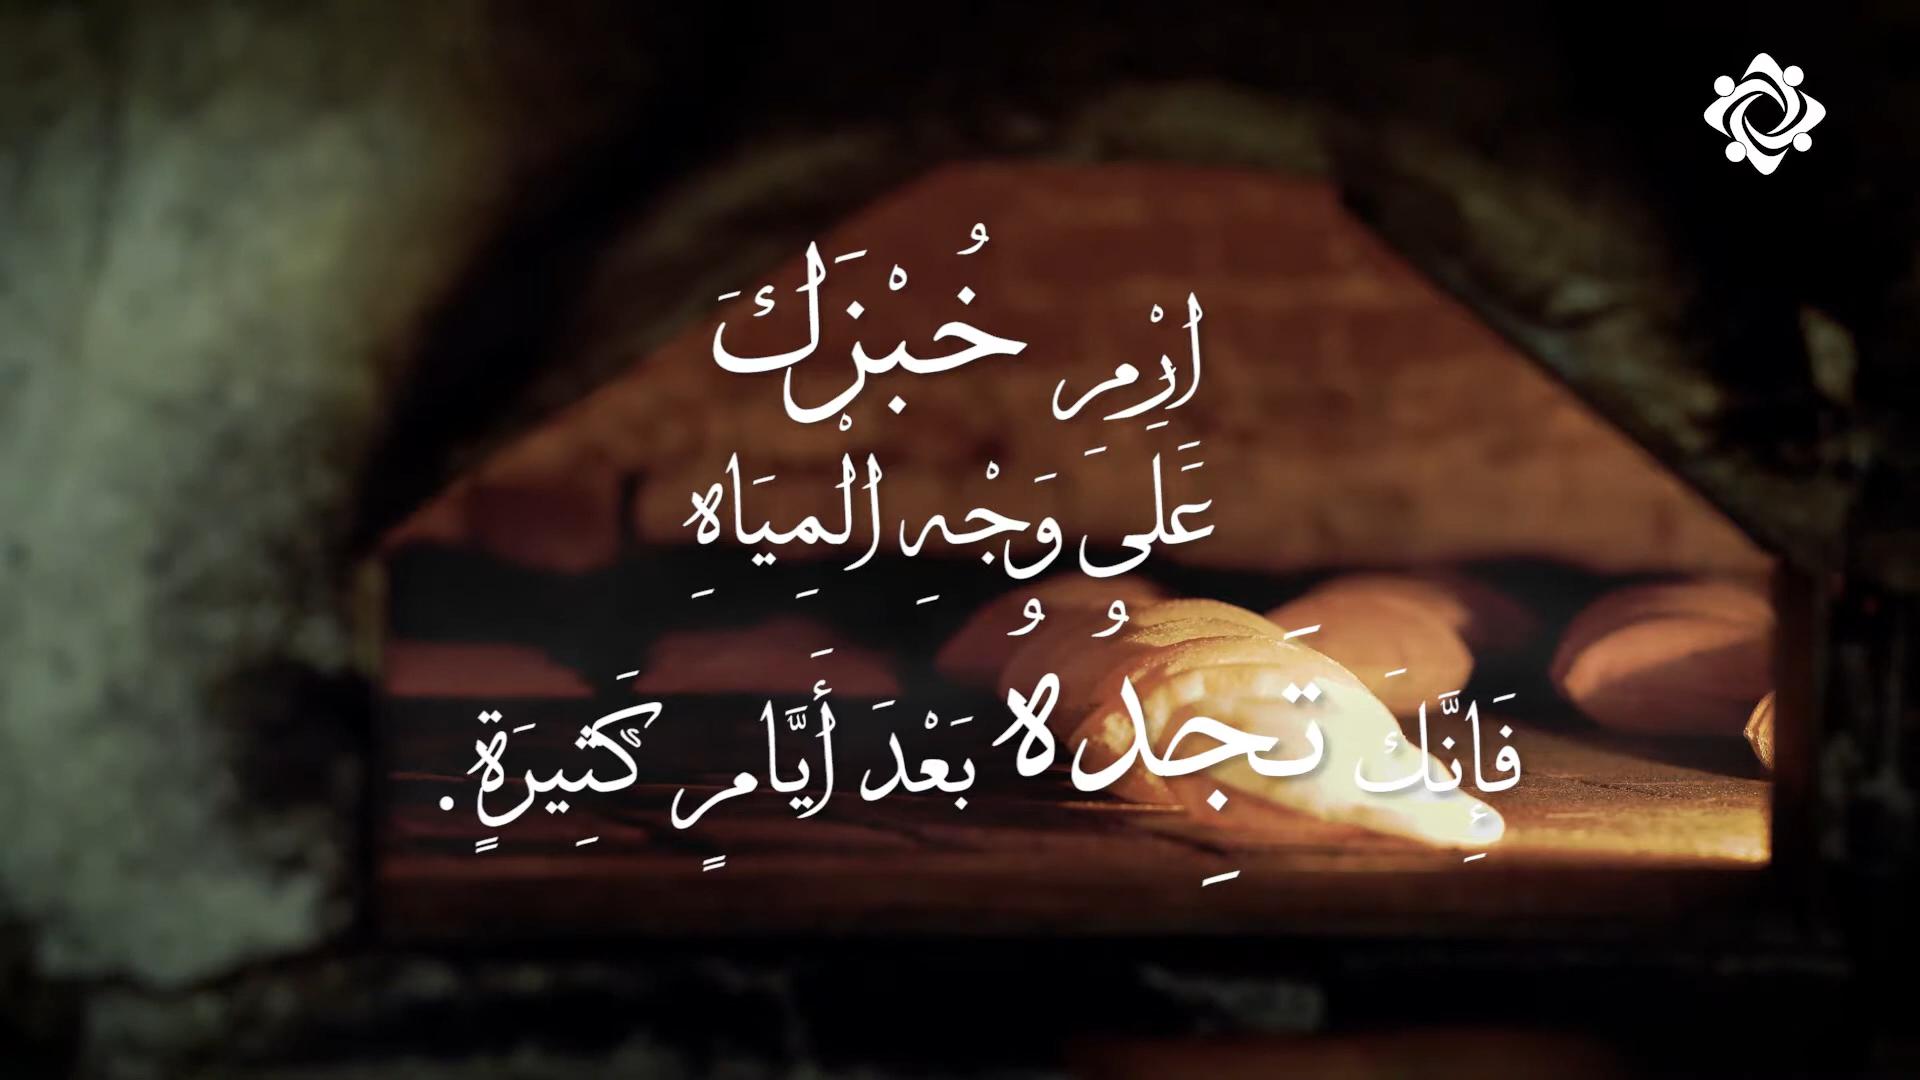 اِرْمِ خُبْزَكَ
عَلَى وَجْهِ الْمِيَاهِ
فَإِنَّكَ تَجِدُهُ بَعْدَ أَيَّامٍ كَثِيرَةٍ.